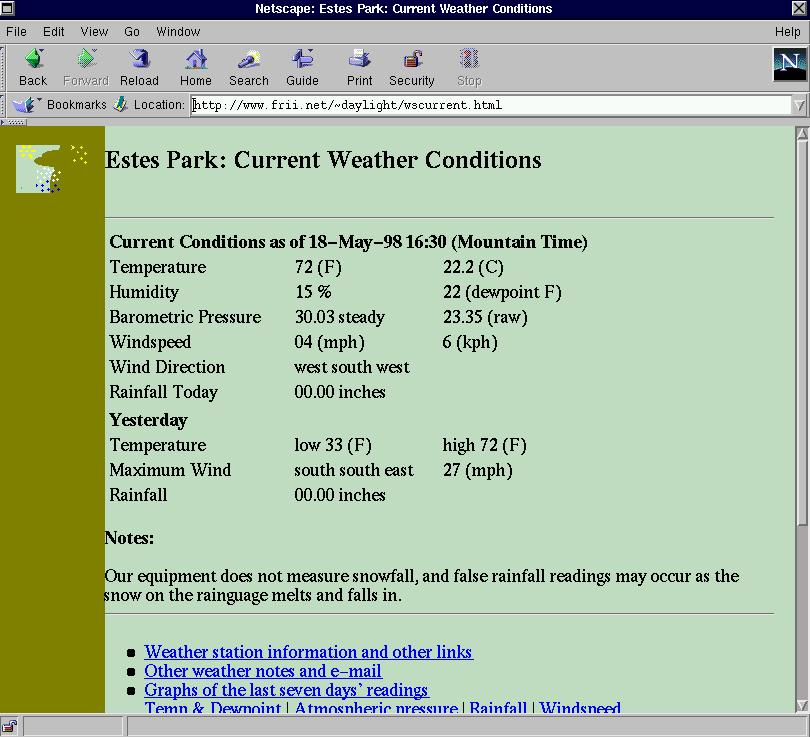 Netscape: Estes Park: Current Weather Conditions
File Edit View Go Window Help
Back Forward Reload Home Search Guide Print Security Stop
N
Bookmarks Location: http://www.frii.net/~daylight/wscurrent.html
Estes Park: Current Weather Conditions
Current Conditions as of 18-May-98 16:30 (Mountain Time)
Temperature 72 (F) 22.2 (C)
Humidity 15 % 22 (dewpoint F)
Barometric Pressure 30.03 steady 23.35 (raw)
Windspeed 04 (mph) 6 (kph)
Wind Direction west south west
Rainfall Today 00.00 inches
Yesterday
Temperature low 33 (F) high 72 (F)
Maximum Wind south south east 27 (mph)
Rainfall 00.00 inches
Notes:
Our equipment does not measure snowfall, and false rainfall readings may occur as the
snow on the rainguage melts and falls in.
Weather station information and other links
Other weather notes and e-mail
Graphs of the last seven days' readings
Temp & Dewpoint | Atmospheric pressure | Rainfall | Windspeed